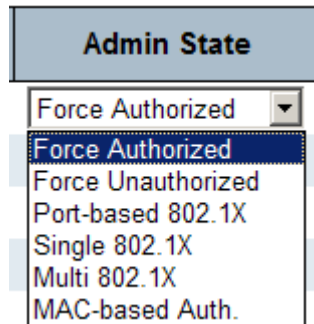 Admin State
Force Authorized
Force Authorized
Force Unauthorized
Port-based 802.1X
Single 802.1X
Multi 802.1X
MAC-based Auth.